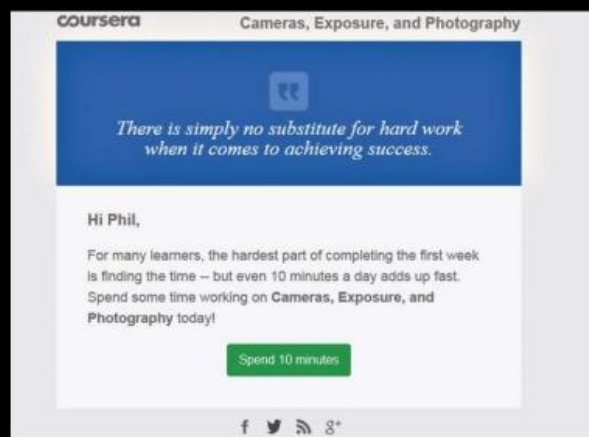 coursera
Cameras, Exposure, and Photography
There is simply no substitute for hard work
when it comes to achieving success.
Hi Phil,
For many learners, the hardest part of completing the first week
is finding the time -- but even 10 minutes a day adds up fast.
Spend some time working on Cameras, Exposure, and
Photography today!
Spend 10 minutes